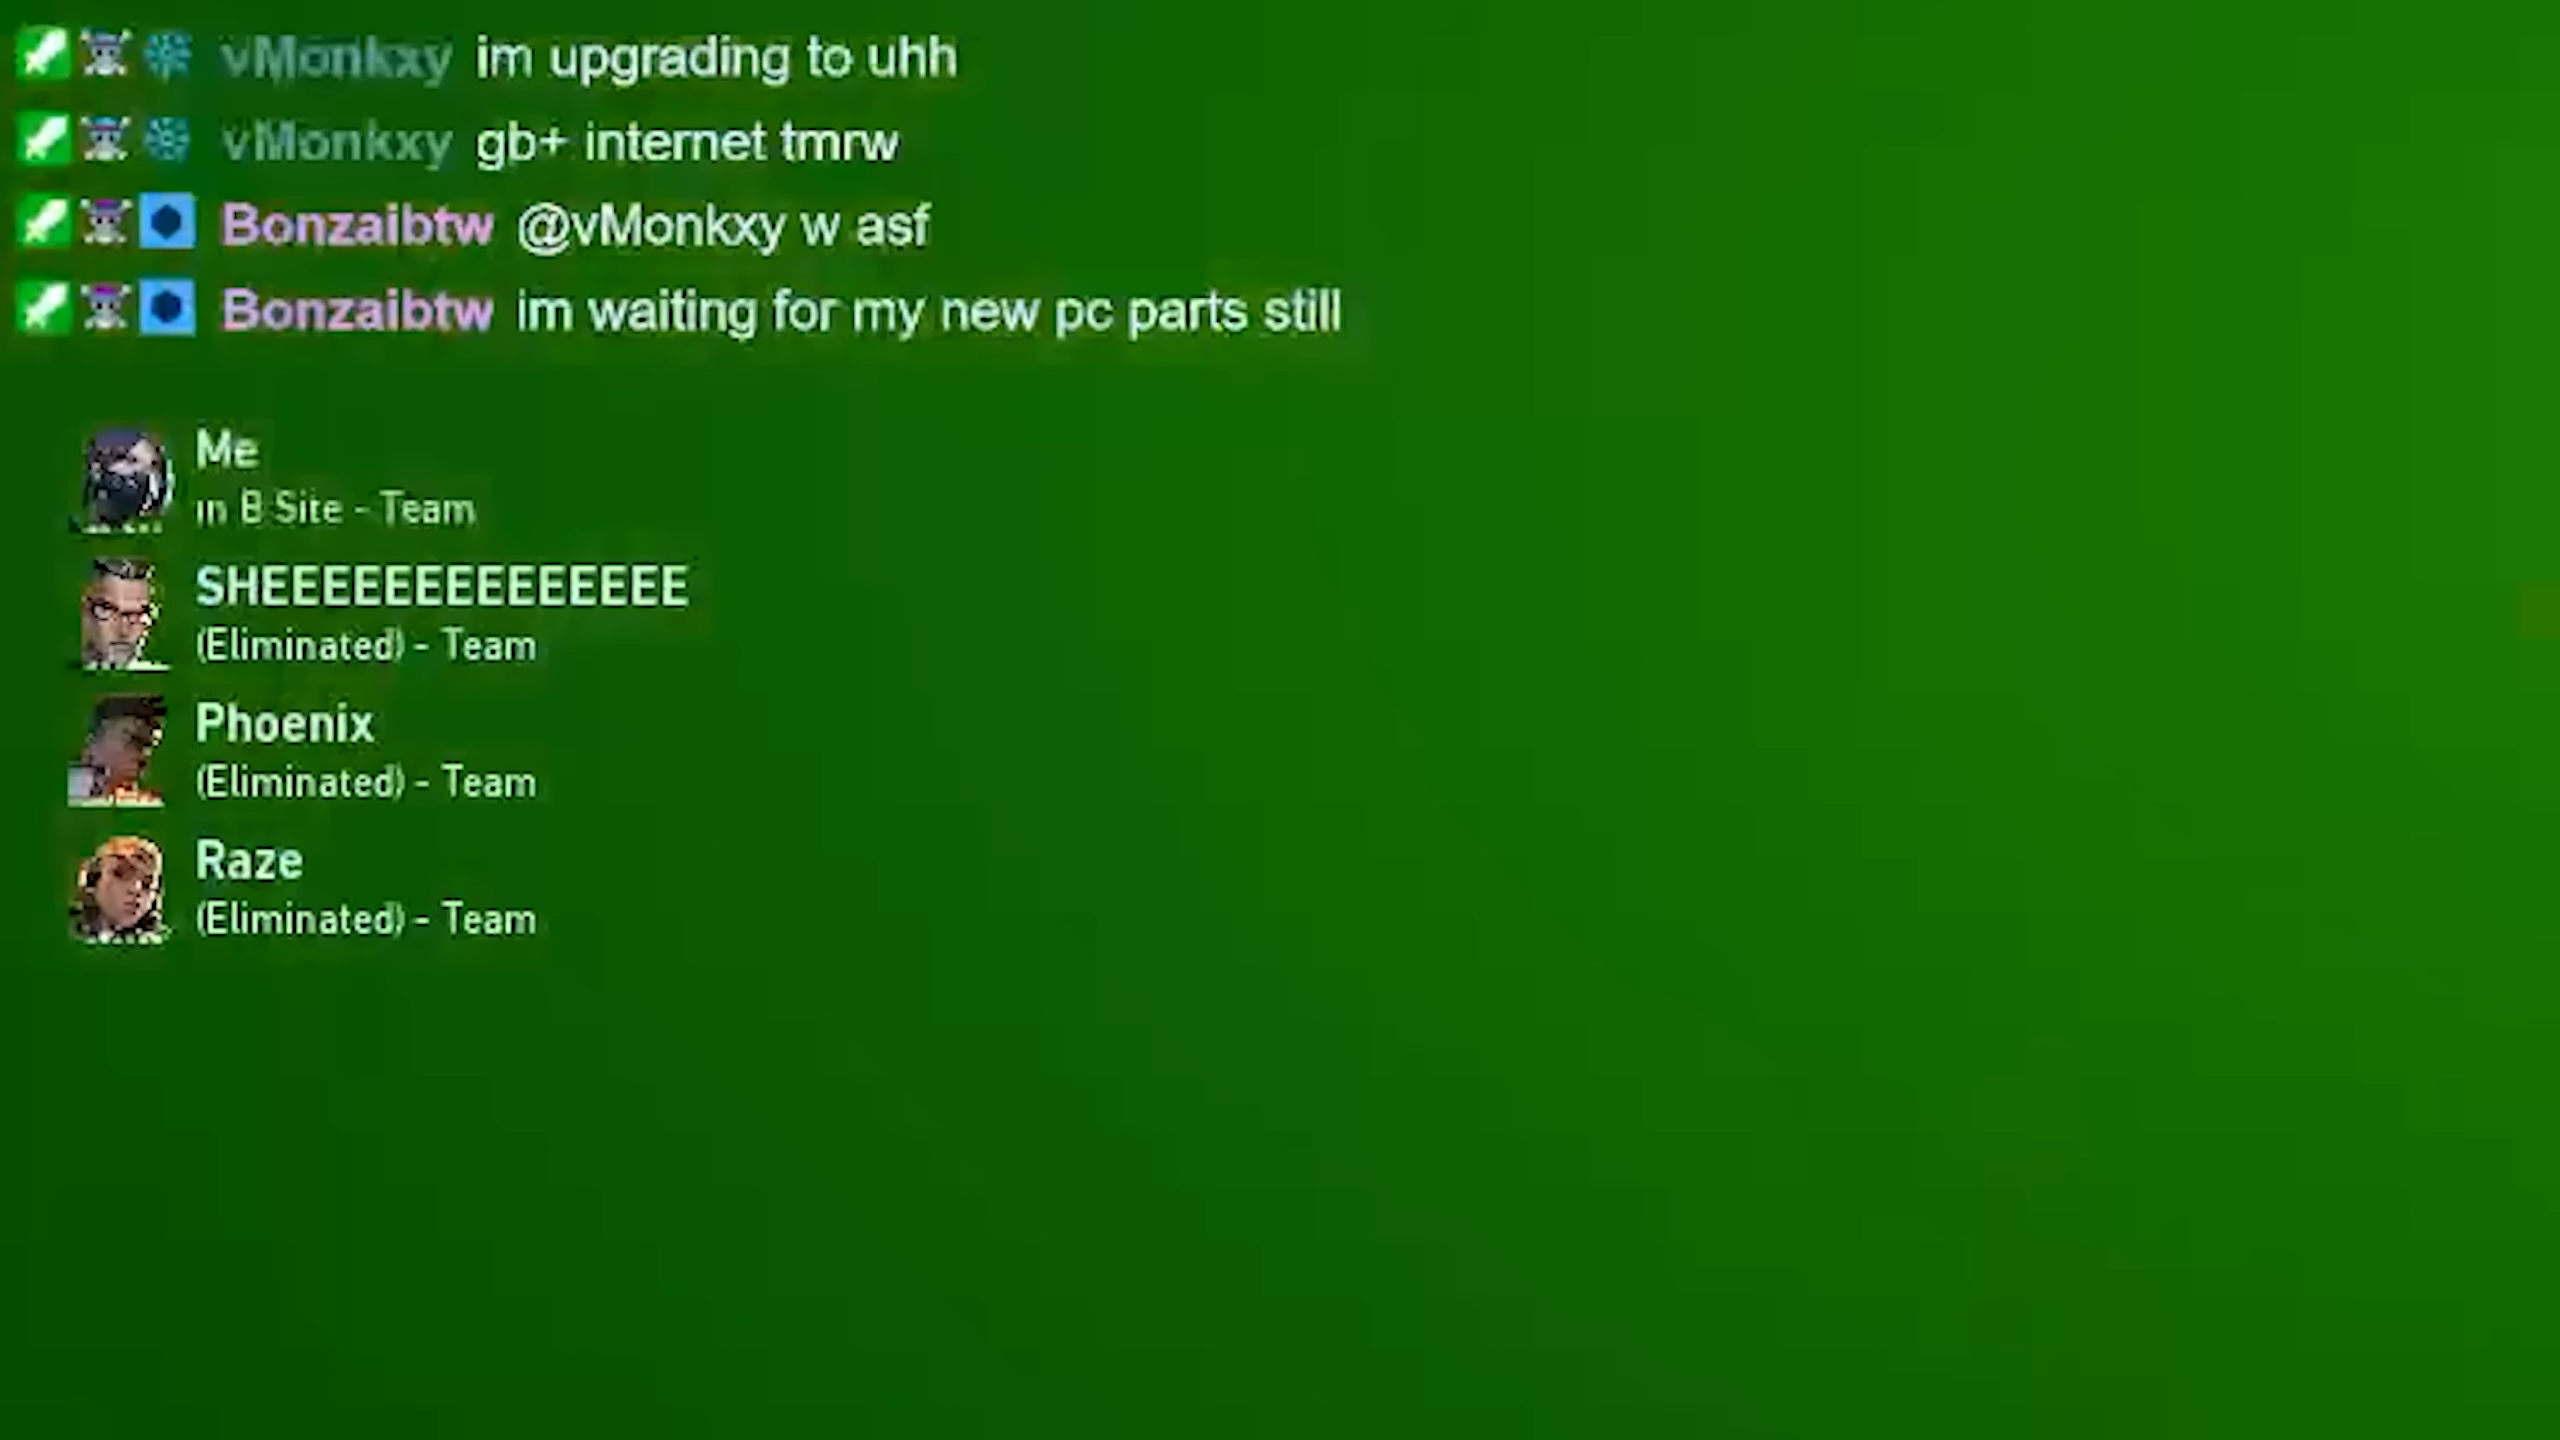 vMonkxy im upgrading to uhh
vMonkxy gb+ internet tmrw
Bonzaibtw @vMonkxy w asf
Bonzaibtw im waiting for my new pc parts still
Me
in B Site - Team
SHEEEEEEEEEEEEEE
(Eliminated) - Team
Phoenix
(Eliminated) - Team
Raze
(Eliminated) - Team